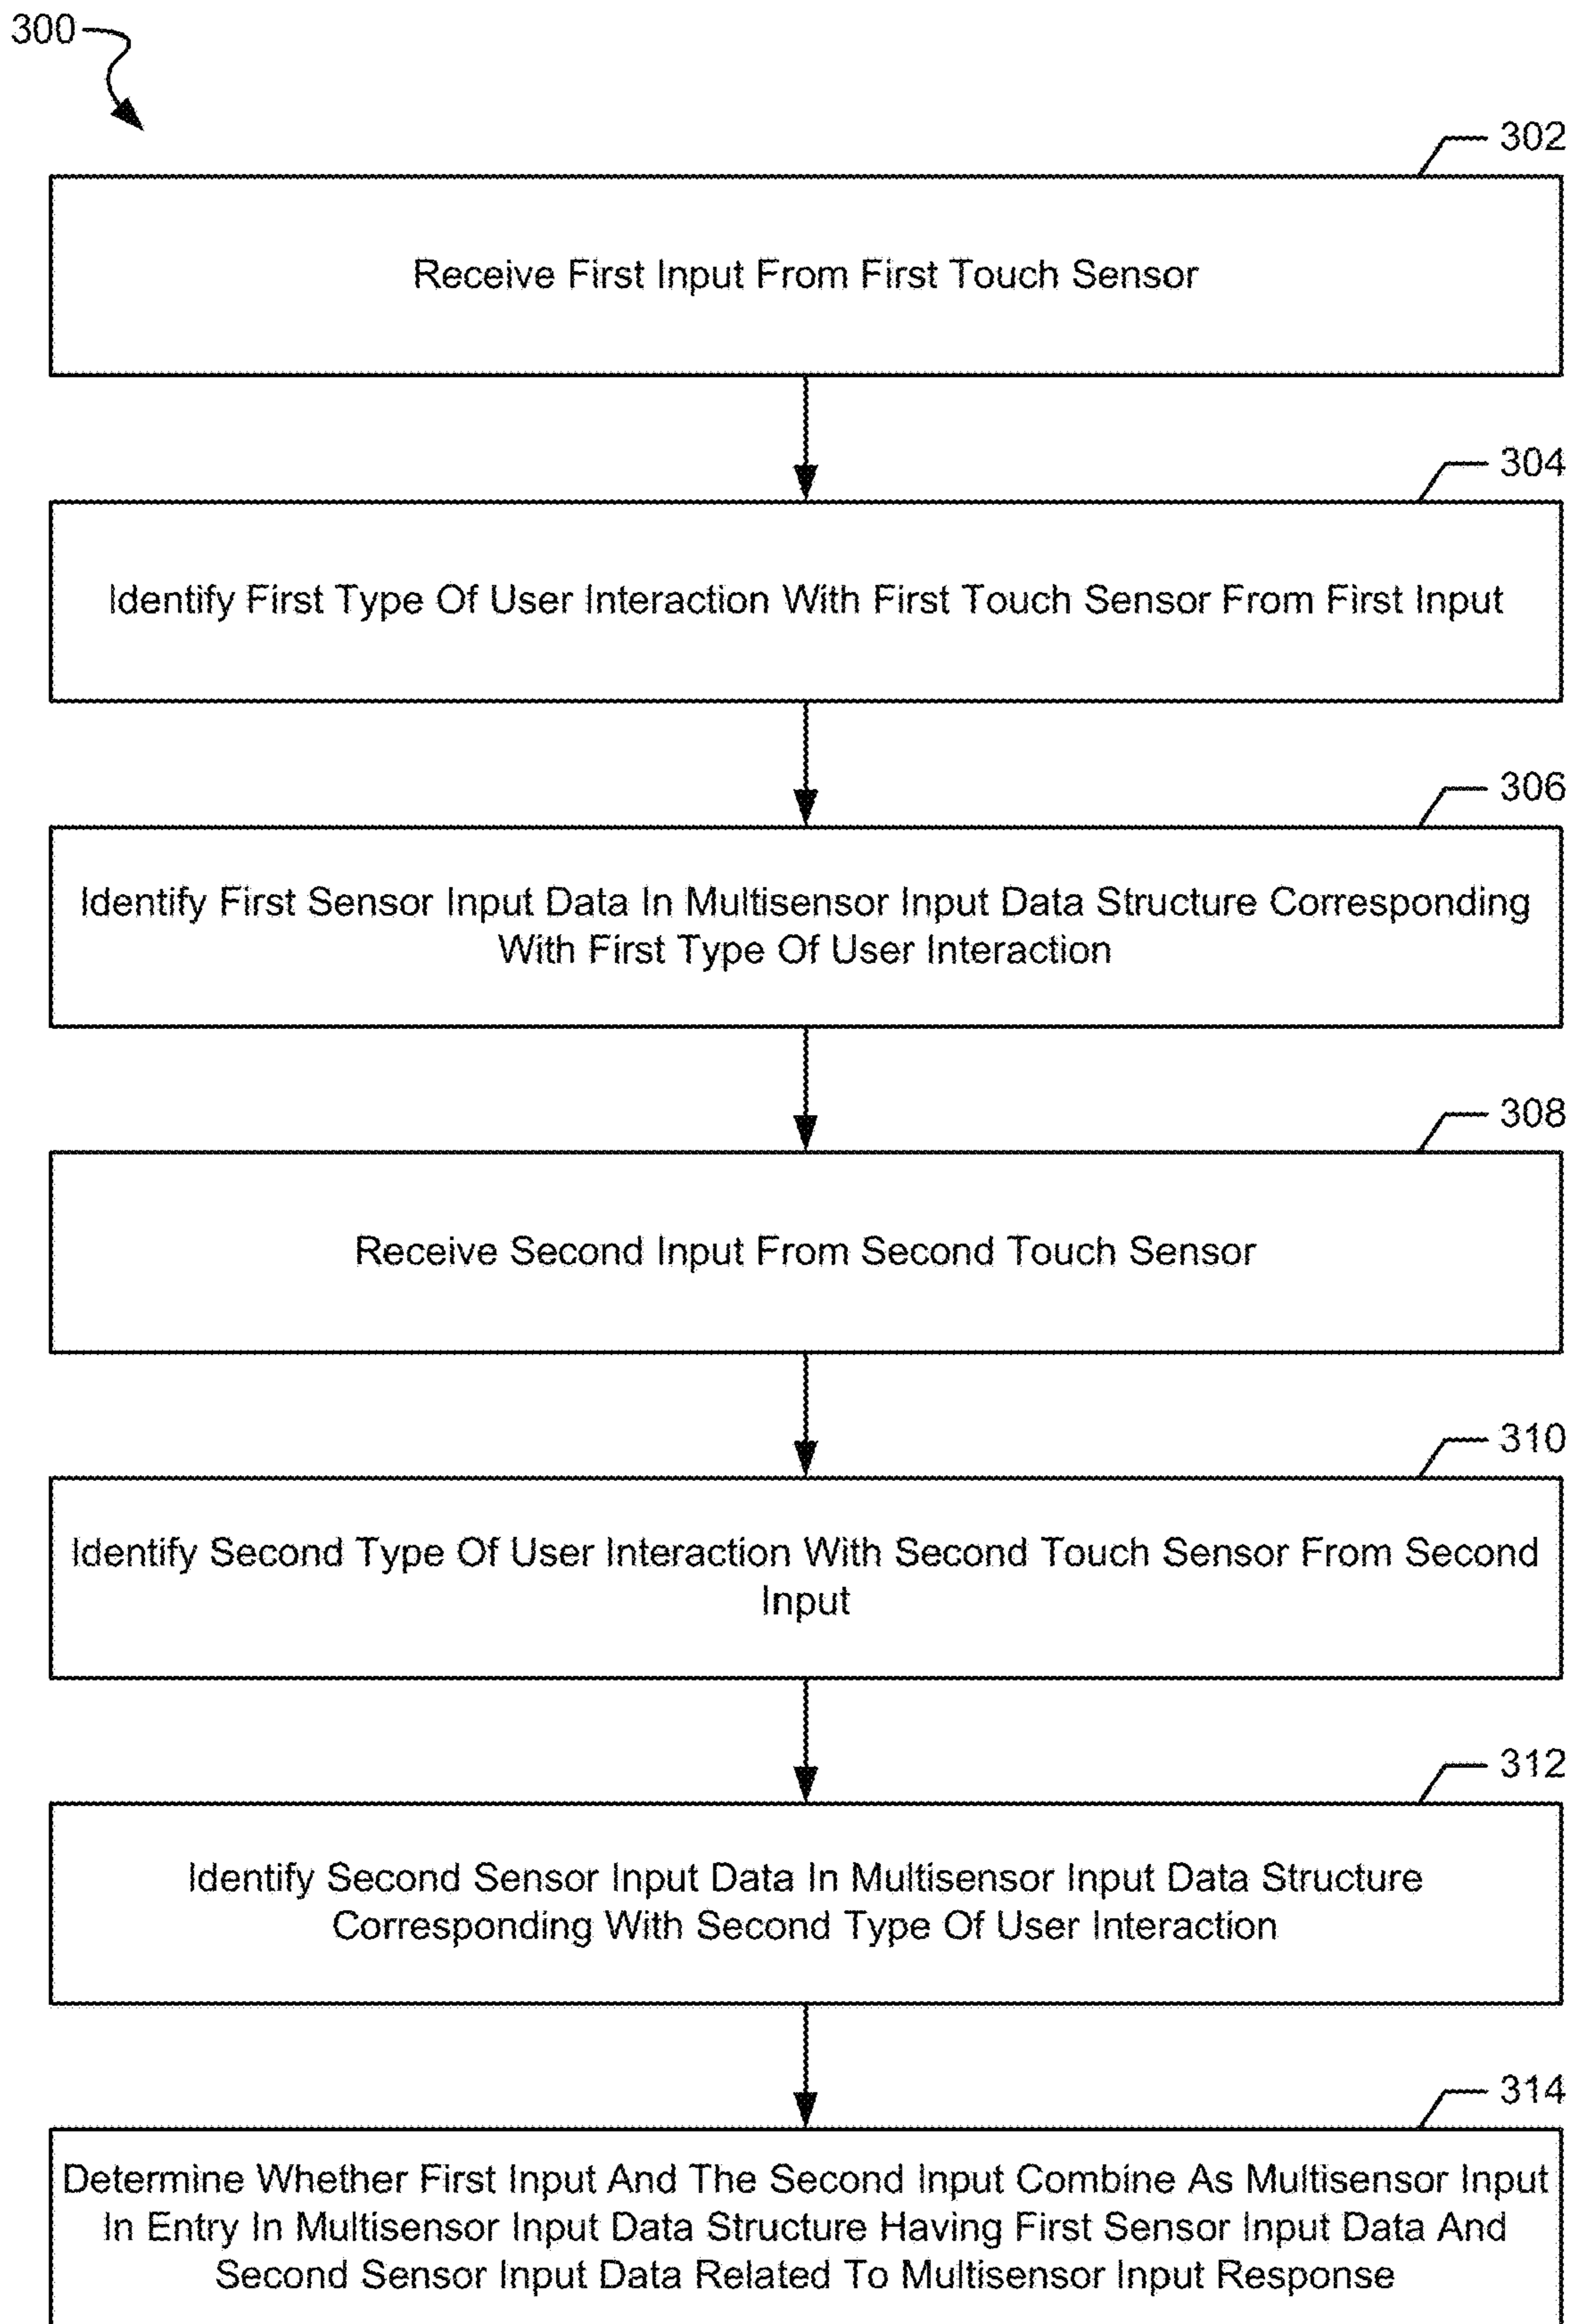 300
302
Receive First Input From First Touch Sensor
304
Identify First Type Of User Interaction With First Touch Sensor From First Input
306
Identify First Sensor Input Data In Multisensor Input Data Structure Corresponding
With First Type Of User Interaction
308
Receive Second Input From Second Touch Sensor
310
Identify Second Type Of User Interaction With Second Touch Sensor From Second
Input
312
Identify Second Sensor Input Data In Multisensor Input Data Structure
Corresponding With Second Type Of User Interaction
314
Determine Whether First Input And The Second Input Combine As Multisensor Input
In Entry In Multisensor Input Data Structure Having First Sensor Input Data And
Second Sensor Input Data Related To Multisensor Input Response